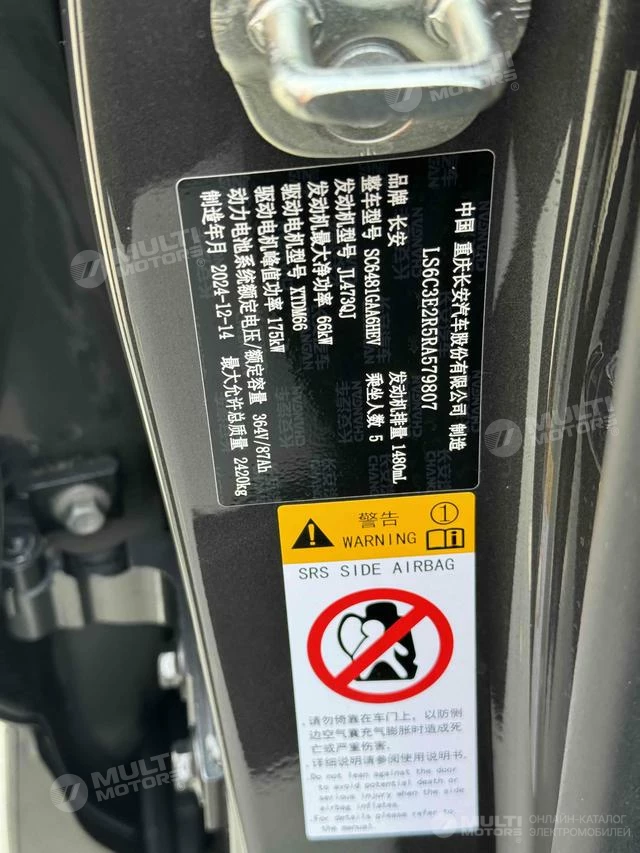 中国 重庆长安汽车股份有限公司 制造
LS6C3E2R5RA579807
品牌 长安
整车型号 SC6481GAA6HEV 乘坐人数 5
发动机型号 JL473QJ 发动机排量 1480mL
发动机最大净功率 66kW
驱动电机型号 XTDM66
驱动电机峰值功率 175kW
动力电池系统额定电压/额定容量 364V/87Ah
制造年月 2024-12-14 最大允许总质量 2420kg
警告 ①
WARNING
SRS SIDE AIRBAG
.请勿倚靠在车门上，以防侧
边空气囊充气膨胀时造成死
亡或严重伤害.
.详细说明请参阅使用说明书.
.Do not lean against the door
to avoid potential death or
serious injury when the side
airbag inflates.
.For details please refer to
the manual.
MULTI MOTORS
ОНЛАЙН-КАТАЛОГ
ЭЛЕКТРОМОБИЛЕЙ